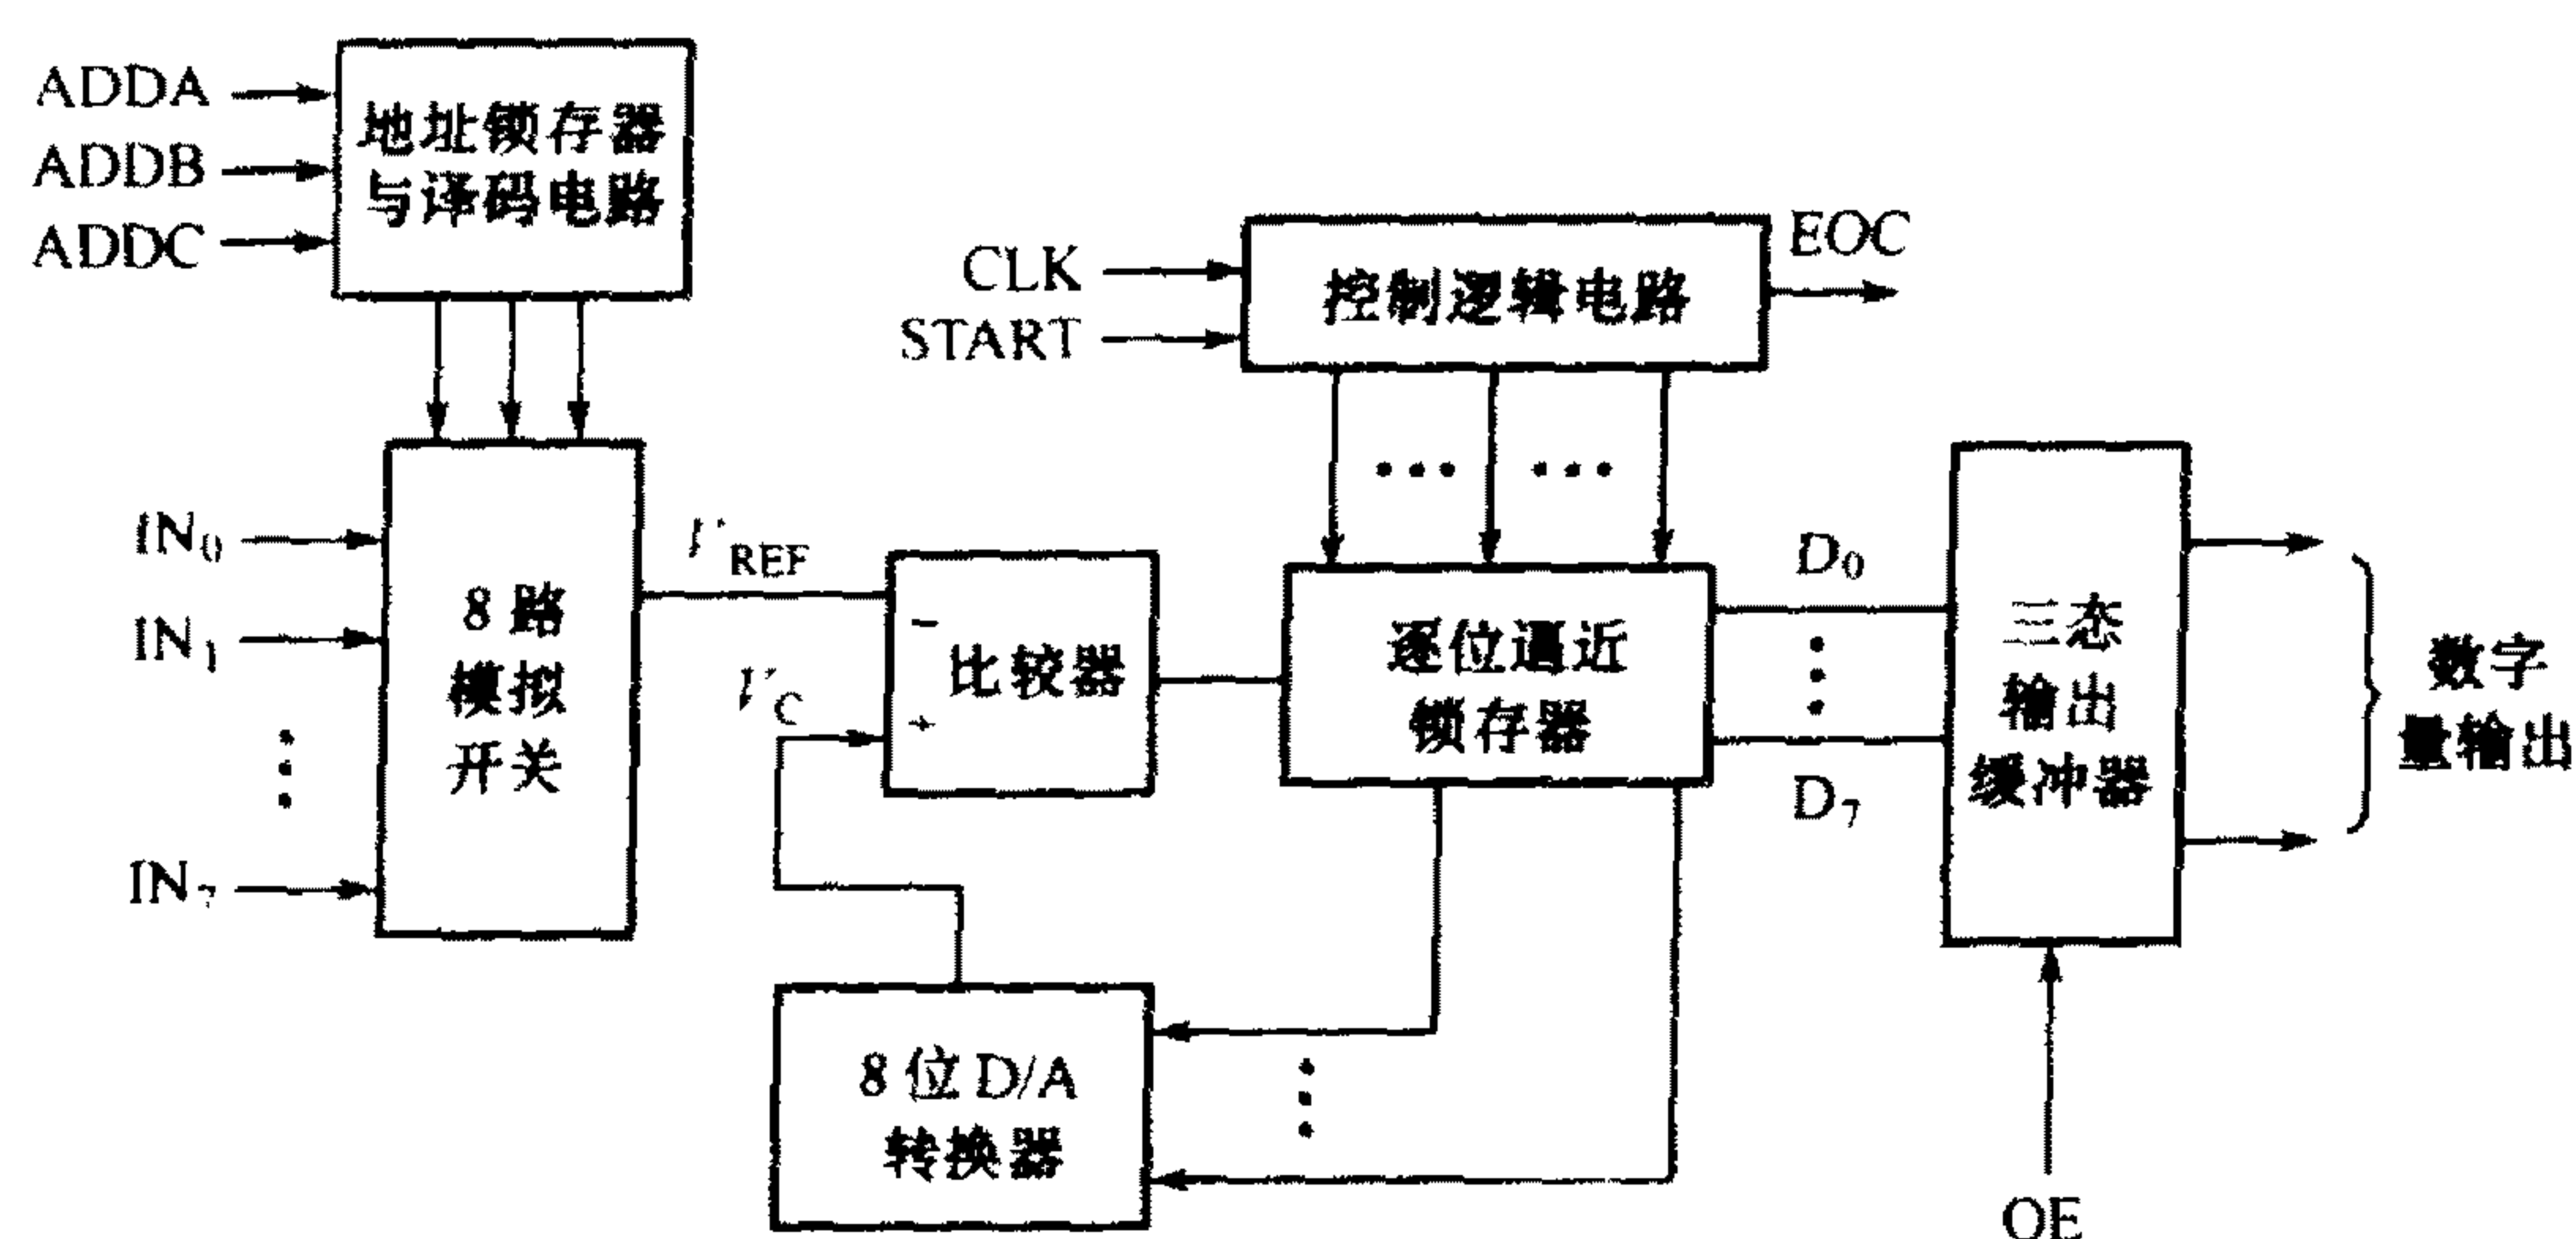 ADDA
ADDB
ADDC
地址锁存器
与译码电路
CLK
START
控制逻辑电路
EOC
IN0
IN1
IN7
8 路
模拟
开关
VREF
VC
−
+
比较器
逐位逼近
锁存器
D0
D7
三态
输出
缓冲器
数字
量输出
8 位 D/A
转换器
OE